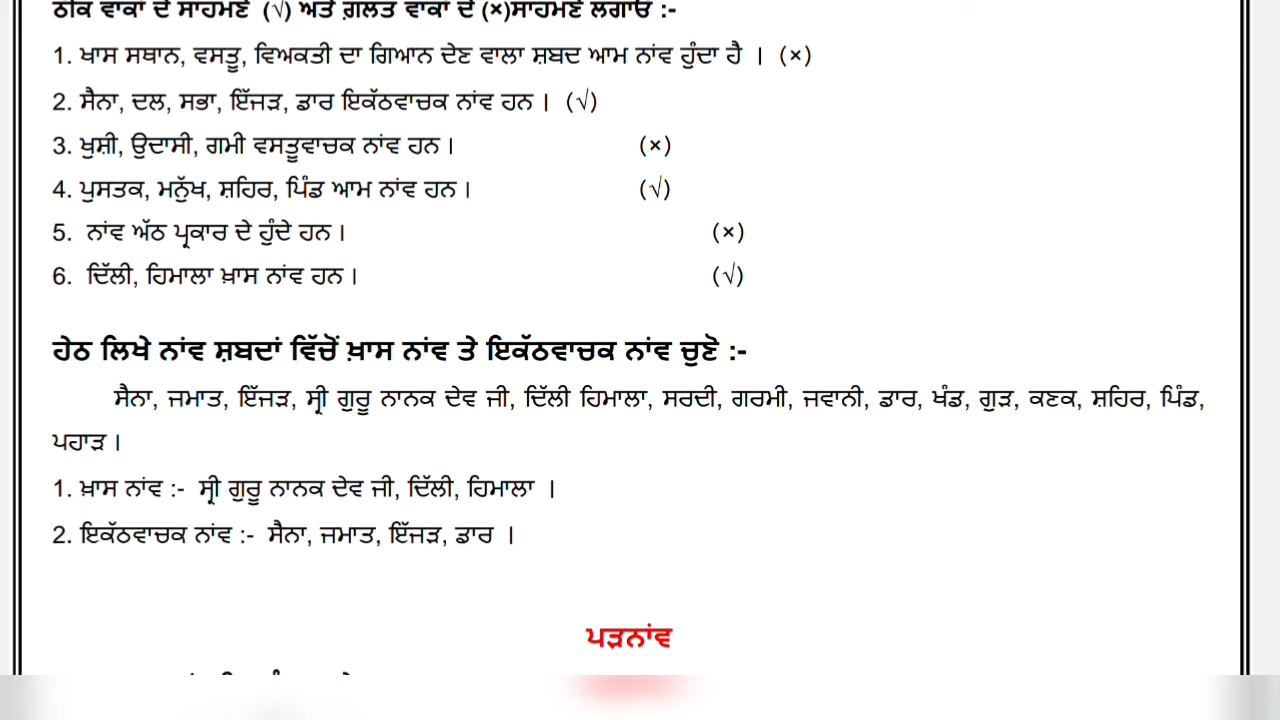 ਠੀਕ ਵਾਕਾਂ ਦੇ ਸਾਹਮਣੇ (√) ਅਤੇ ਗ਼ਲਤ ਵਾਕਾਂ ਦੇ (×)ਸਾਹਮਣੇ ਲਗਾਓ :-
1. ਖਾਸ ਸਥਾਨ, ਵਸਤੂ, ਵਿਅਕਤੀ ਦਾ ਗਿਆਨ ਦੇਣ ਵਾਲਾ ਸ਼ਬਦ ਆਮ ਨਾਂਵ ਹੁੰਦਾ ਹੈ । (×)
2. ਸੈਨਾ, ਦਲ, ਸਭਾ, ਇੱਜੜ, ਡਾਰ ਇਕੱਠਵਾਚਕ ਨਾਂਵ ਹਨ । (√)
3. ਖੁਸ਼ੀ, ਉਦਾਸੀ, ਗਮੀ ਵਸਤੂਵਾਚਕ ਨਾਂਵ ਹਨ । (×)
4. ਪੁਸਤਕ, ਮਨੁੱਖ, ਸ਼ਹਿਰ, ਪਿੰਡ ਆਮ ਨਾਂਵ ਹਨ । (√)
5. ਨਾਂਵ ਅੱਠ ਪ੍ਰਕਾਰ ਦੇ ਹੁੰਦੇ ਹਨ । (×)
6. ਦਿੱਲੀ, ਹਿਮਾਲਾ ਖ਼ਾਸ ਨਾਂਵ ਹਨ । (√)
ਹੇਠ ਲਿਖੇ ਨਾਂਵ ਸ਼ਬਦਾਂ ਵਿੱਚੋਂ ਖ਼ਾਸ ਨਾਂਵ ਤੇ ਇਕੱਠਵਾਚਕ ਨਾਂਵ ਚੁਣੋ :-
ਸੈਨਾ, ਜਮਾਤ, ਇੱਜੜ, ਸ੍ਰੀ ਗੁਰੂ ਨਾਨਕ ਦੇਵ ਜੀ, ਦਿੱਲੀ ਹਿਮਾਲਾ, ਸਰਦੀ, ਗਰਮੀ, ਜਵਾਨੀ, ਡਾਰ, ਖੰਡ, ਗੁੜ, ਕਣਕ, ਸ਼ਹਿਰ, ਪਿੰਡ,
ਪਹਾੜ ।
1. ਖ਼ਾਸ ਨਾਂਵ :- ਸ੍ਰੀ ਗੁਰੂ ਨਾਨਕ ਦੇਵ ਜੀ, ਦਿੱਲੀ, ਹਿਮਾਲਾ ।
2. ਇਕੱਠਵਾਚਕ ਨਾਂਵ :- ਸੈਨਾ, ਜਮਾਤ, ਇੱਜੜ, ਡਾਰ ।
ਪੜਨਾਂਵ